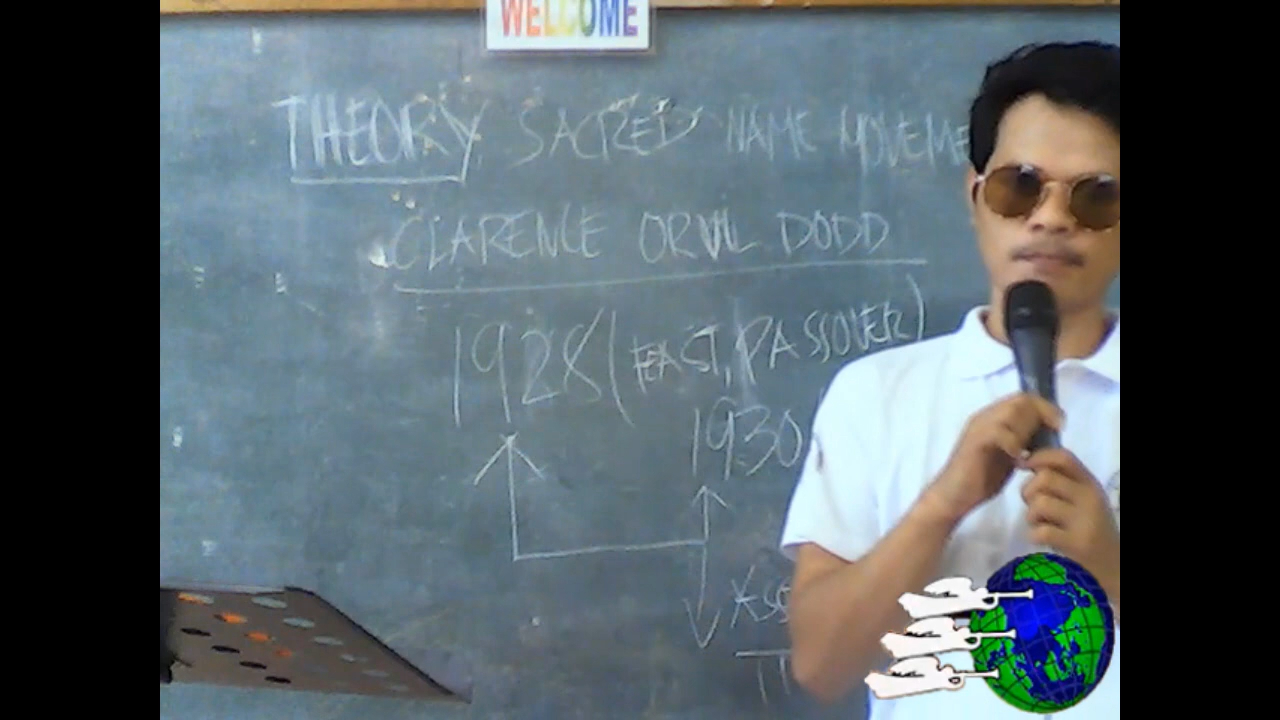 WELCOME
THEORY SACRED NAME MOVEME
CLARENCE ORVIL DODD
1928 (FEAST, PASSOVER)
1930